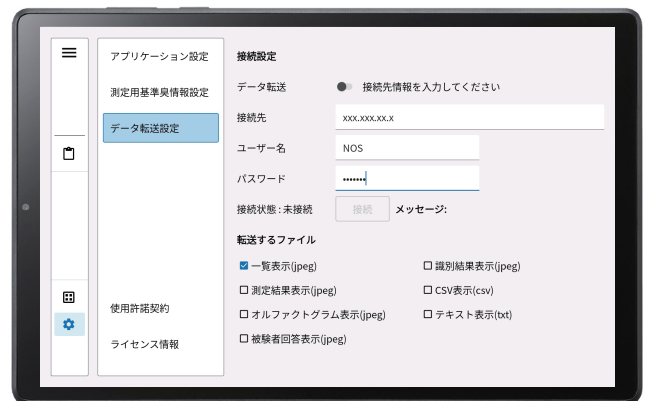 アプリケーション設定
測定用基準臭情報設定
データ転送設定
使用許諾契約
ライセンス情報
接続設定
データ転送 接続先情報を入力してください
接続先 xxx.xxx.xx.x
ユーザー名 NOS
パスワード •••••••
接続状態 : 未接続 接続 メッセージ:
転送するファイル
一覧表示(jpeg) 識別結果表示(jpeg)
測定結果表示(jpeg) CSV表示(csv)
オルファクトグラム表示(jpeg) テキスト表示(txt)
被験者回答表示(jpeg)